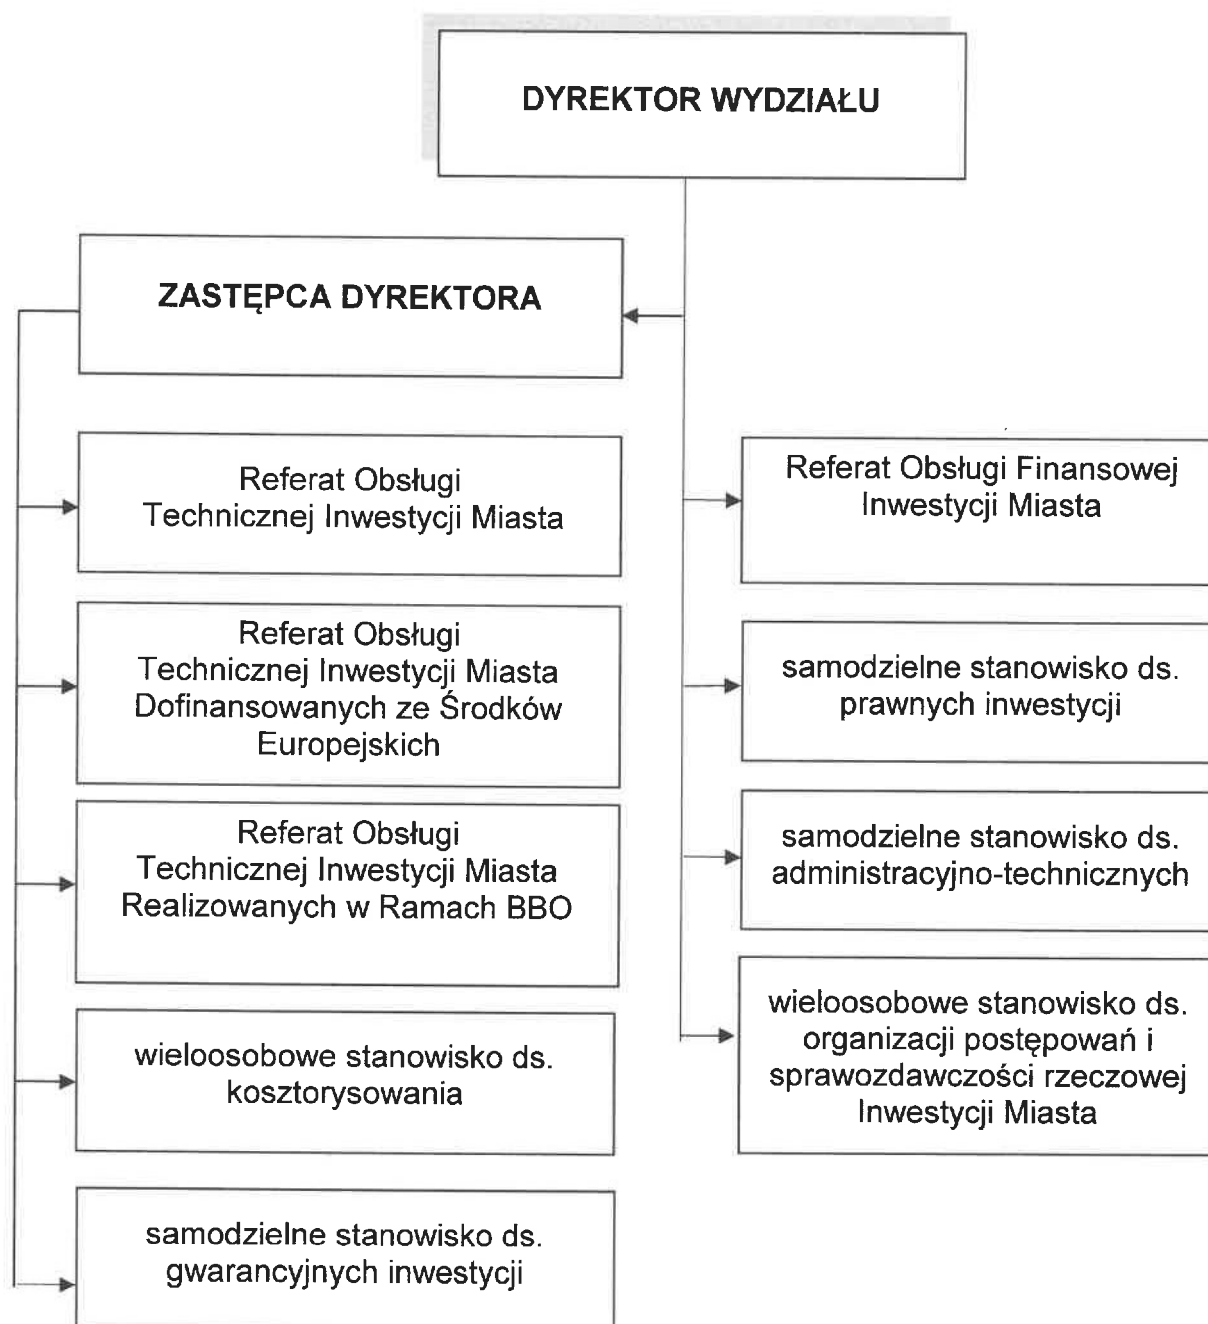 DYREKTOR WYDZIAŁU
ZASTĘPCA DYREKTORA
Referat Obsługi
Technicznej Inwestycji Miasta
Referat Obsługi
Technicznej Inwestycji Miasta
Dofinansowanych ze Środków
Europejskich
Referat Obsługi
Technicznej Inwestycji Miasta
Realizowanych w Ramach BBO
wieloosobowe stanowisko ds.
kosztorysowania
samodzielne stanowisko ds.
gwarancyjnych inwestycji
Referat Obsługi Finansowej
Inwestycji Miasta
samodzielne stanowisko ds.
prawnych inwestycji
samodzielne stanowisko ds.
administracyjno-technicznych
wieloosobowe stanowisko ds.
organizacji postępowań i
sprawozdawczości rzeczowej
Inwestycji Miasta